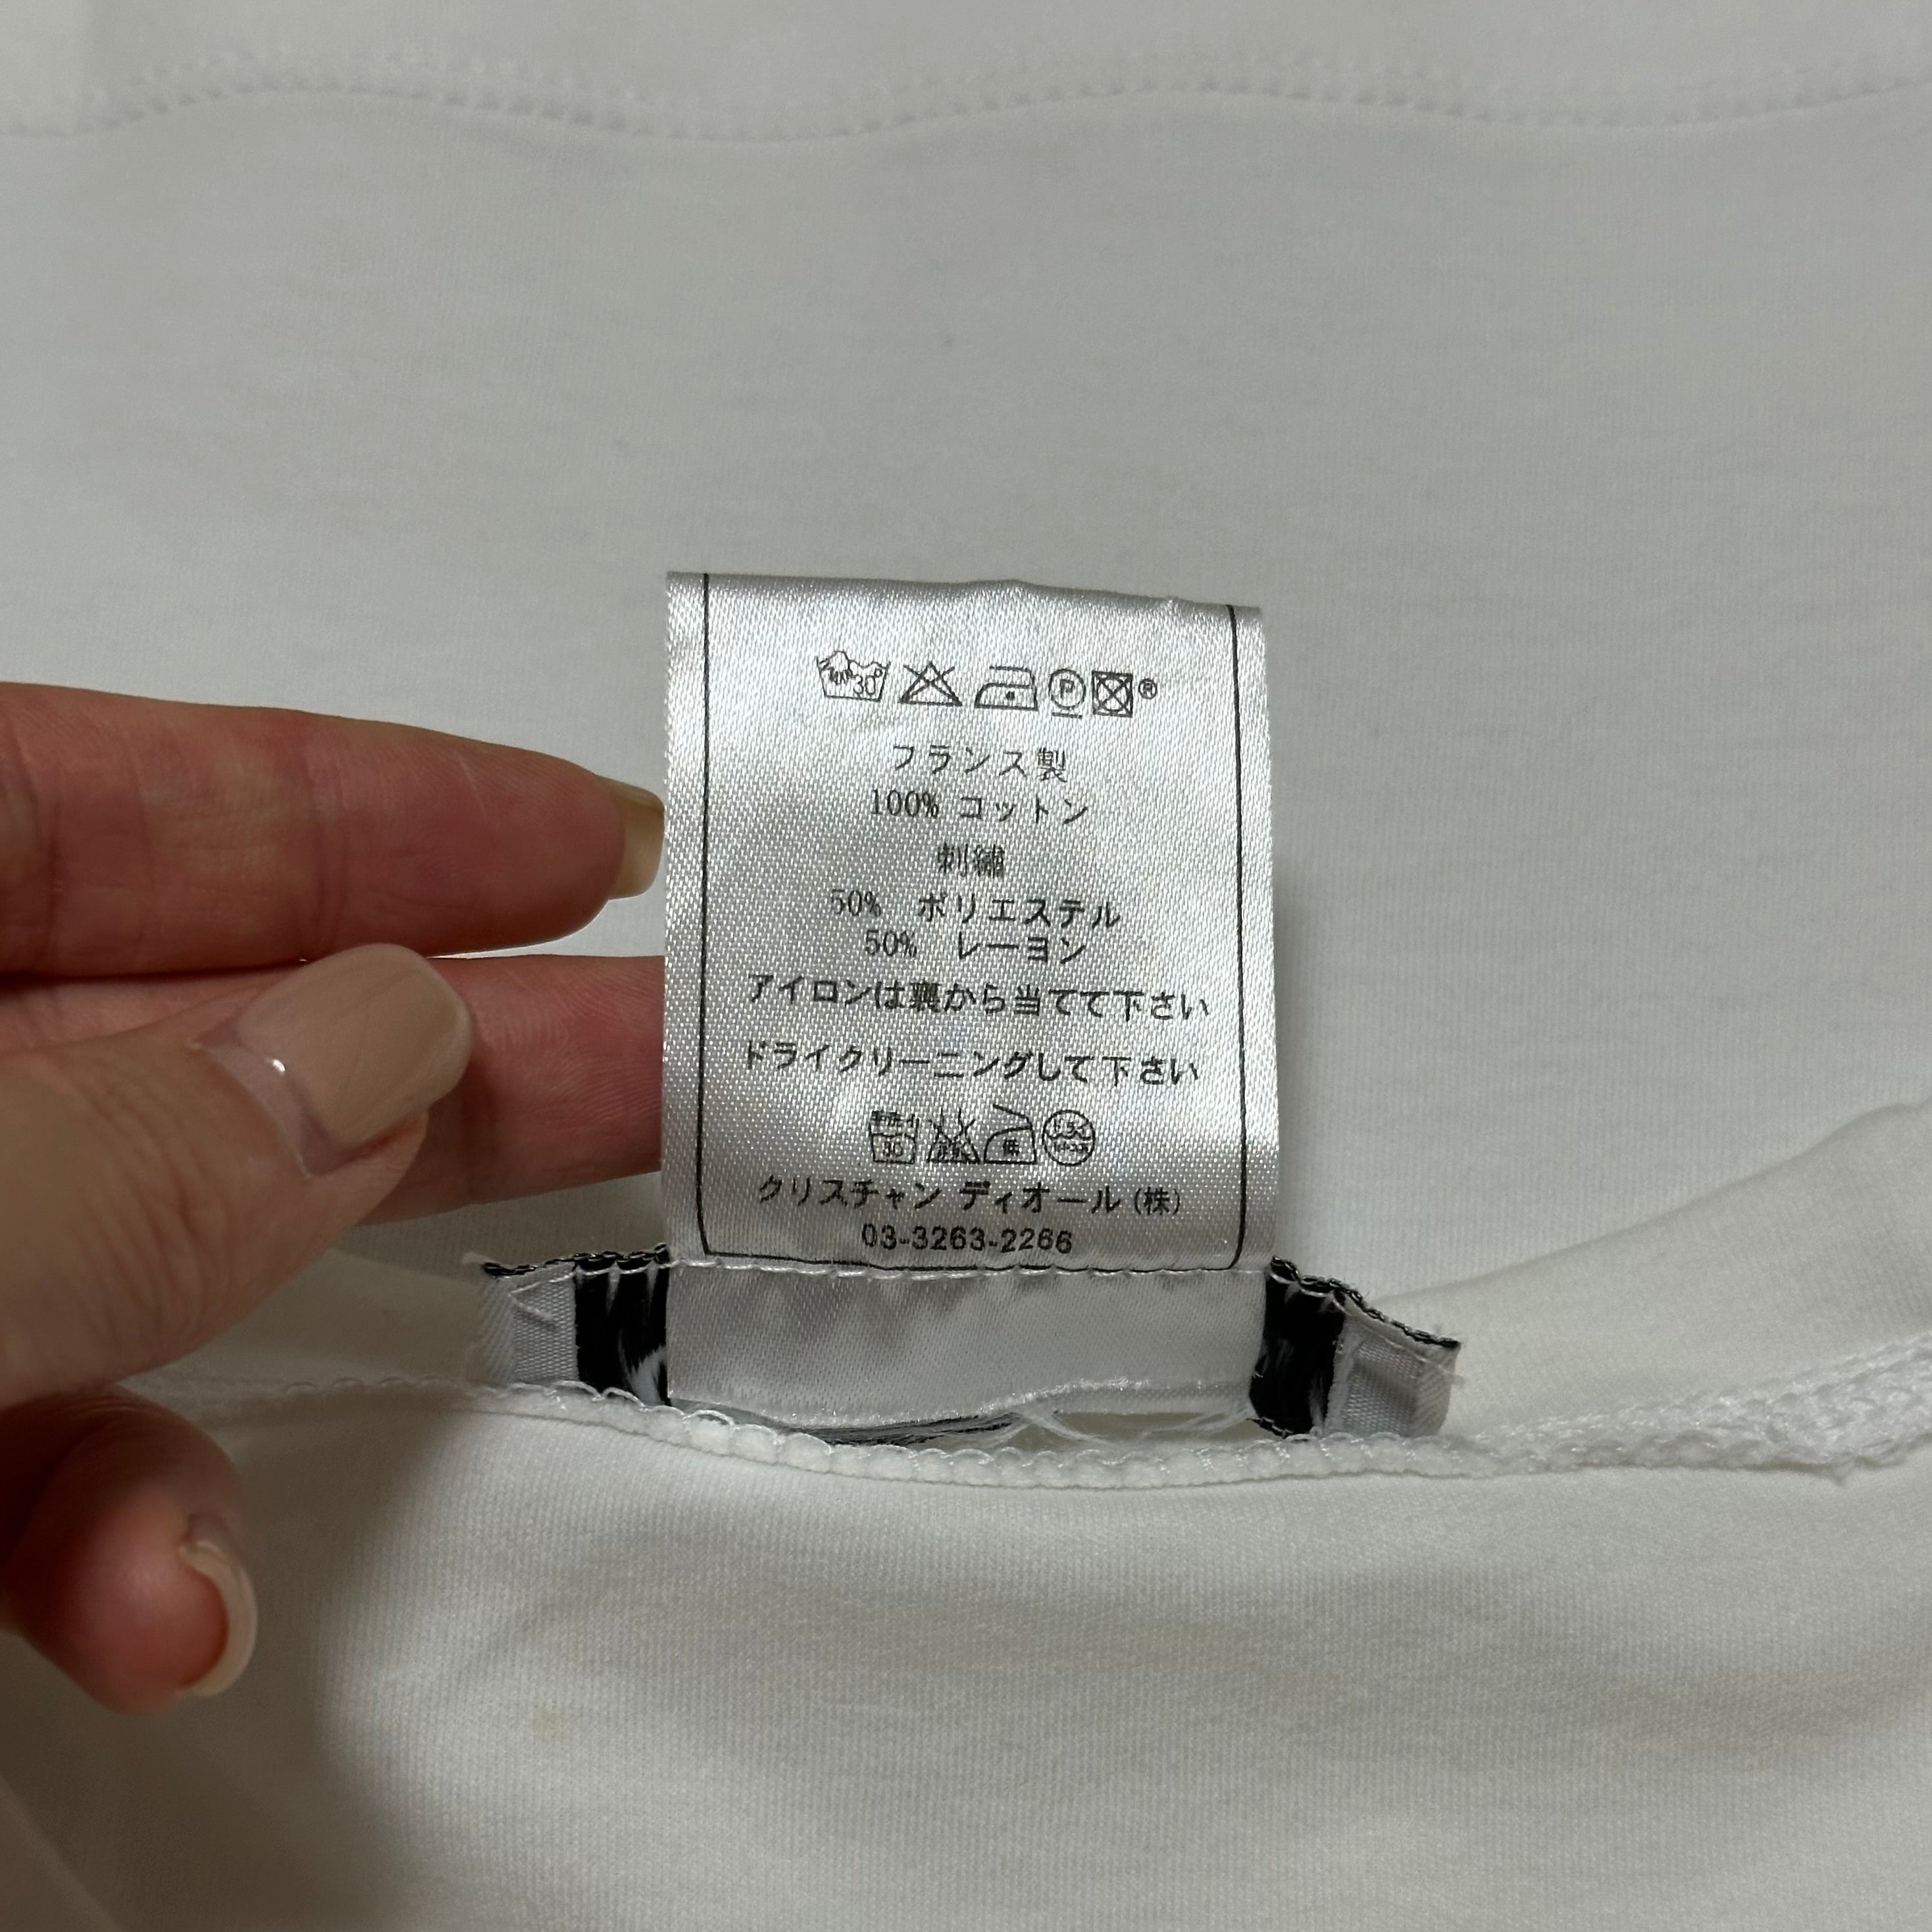 30°
P ®
フランス製
100% コットン
刺繍
50% ポリエステル
50% レーヨン
アイロンは裏から当てて下さい
ドライクリーニングして下さい
30
クリスチャン ディオール (株)
03-3263-2266